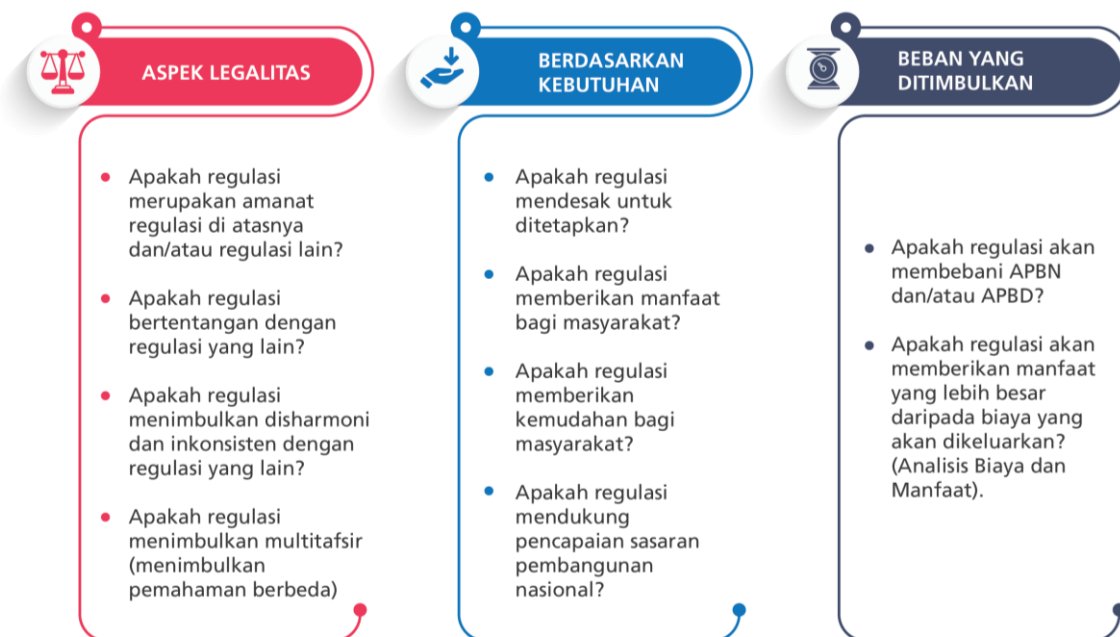 ASPEK LEGALITAS
Apakah regulasi
merupakan amanat
regulasi di atasnya
dan/atau regulasi lain?
Apakah regulasi
bertentangan dengan
regulasi yang lain?
Apakah regulasi
menimbulkan disharmoni
dan inkonsisten dengan
regulasi yang lain?
Apakah regulasi
menimbulkan multitafsir
(menimbulkan
pemahaman berbeda)
BERDASARKAN
KEBUTUHAN
Apakah regulasi
mendesak untuk
ditetapkan?
Apakah regulasi
memberikan manfaat
bagi masyarakat?
Apakah regulasi
memberikan
kemudahan bagi
masyarakat?
Apakah regulasi
mendukung
pencapaian sasaran
pembangunan
nasional?
BEBAN YANG
DITIMBULKAN
Apakah regulasi akan
membebani APBN
dan/atau APBD?
Apakah regulasi akan
memberikan manfaat
yang lebih besar
daripada biaya yang
akan dikeluarkan?
(Analisis Biaya dan
Manfaat).